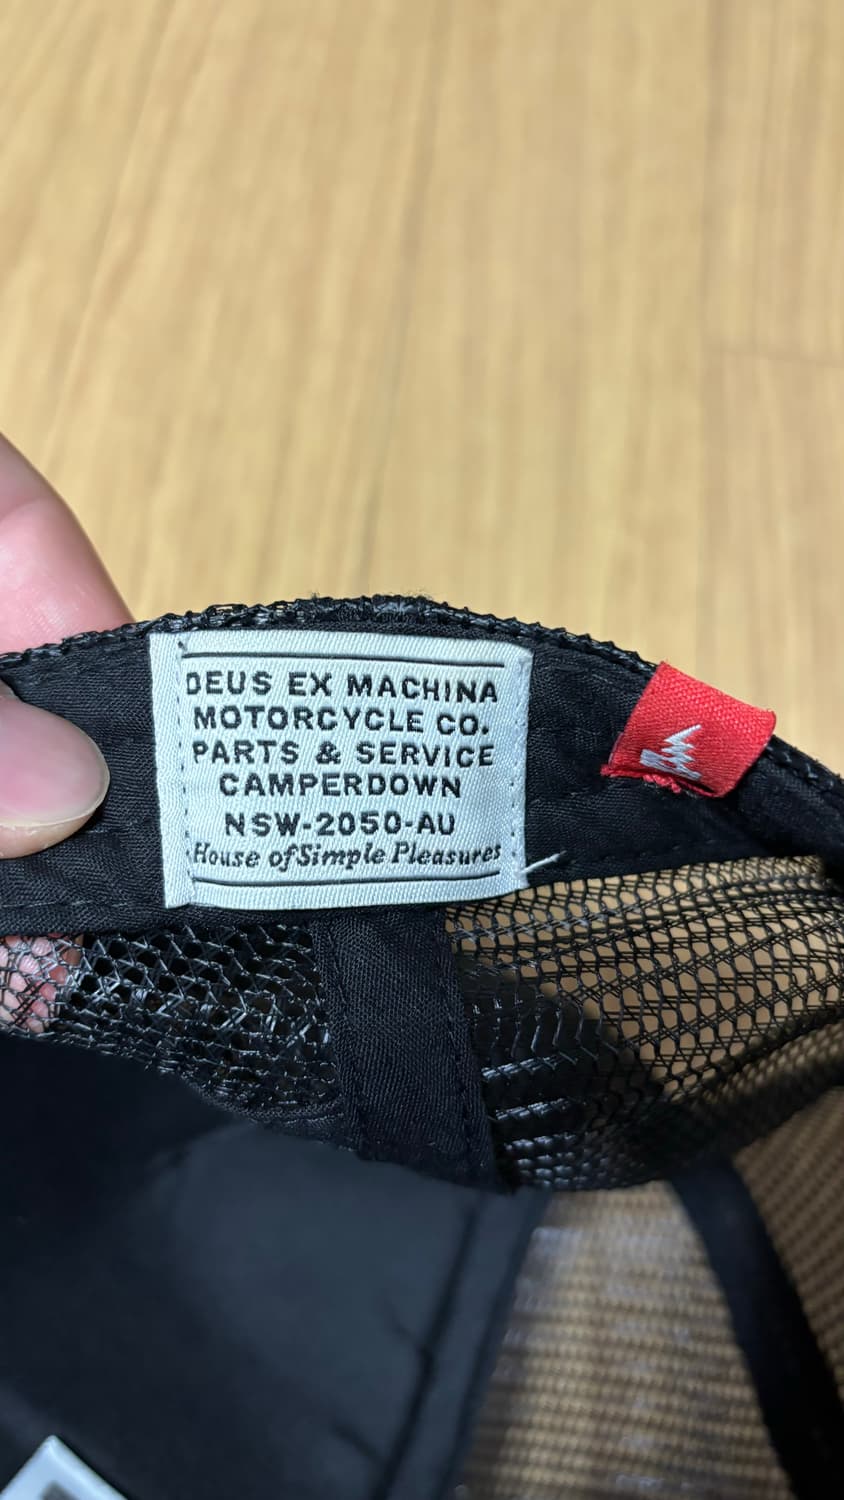 DEUS EX MACHINA
MOTORCYCLE CO.
PARTS & SERVICE
CAMPERDOWN
NSW-2050-AU
House of Simple Pleasures